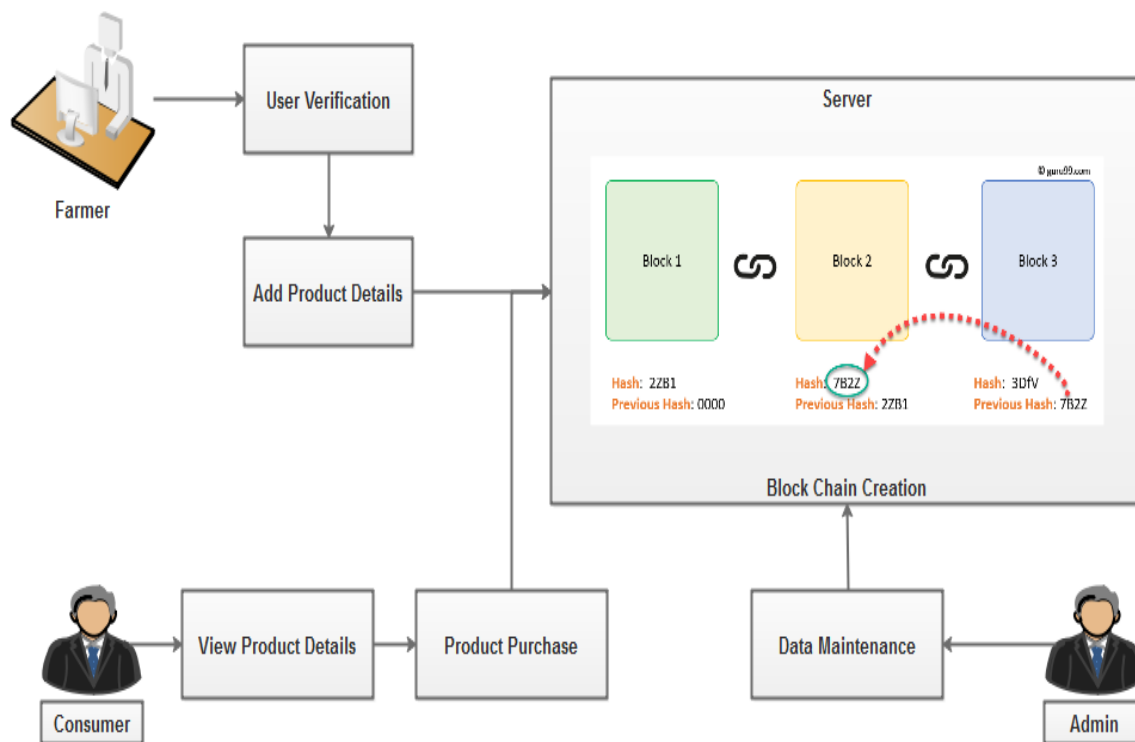 User Verification
Server
© guru99.com
Farmer
Block 1
Block 2
Block 3
Add Product Details
Hash: 2ZB1
Previous Hash: 0000
Hash: 7B2Z
Previous Hash: 2ZB1
Hash: 3DfV
Previous Hash: 7B2Z
Block Chain Creation
View Product Details
Product Purchase
Data Maintenance
Consumer
Admin